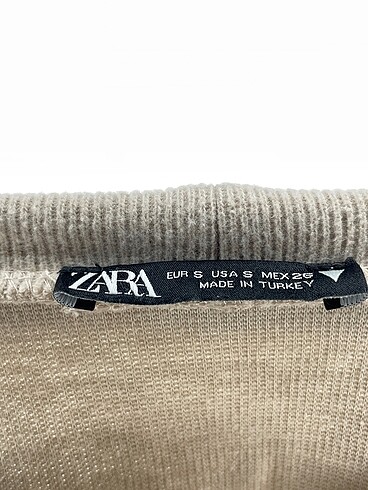 ZARA
EUR S USA S MEX 26
MADE IN TURKEY